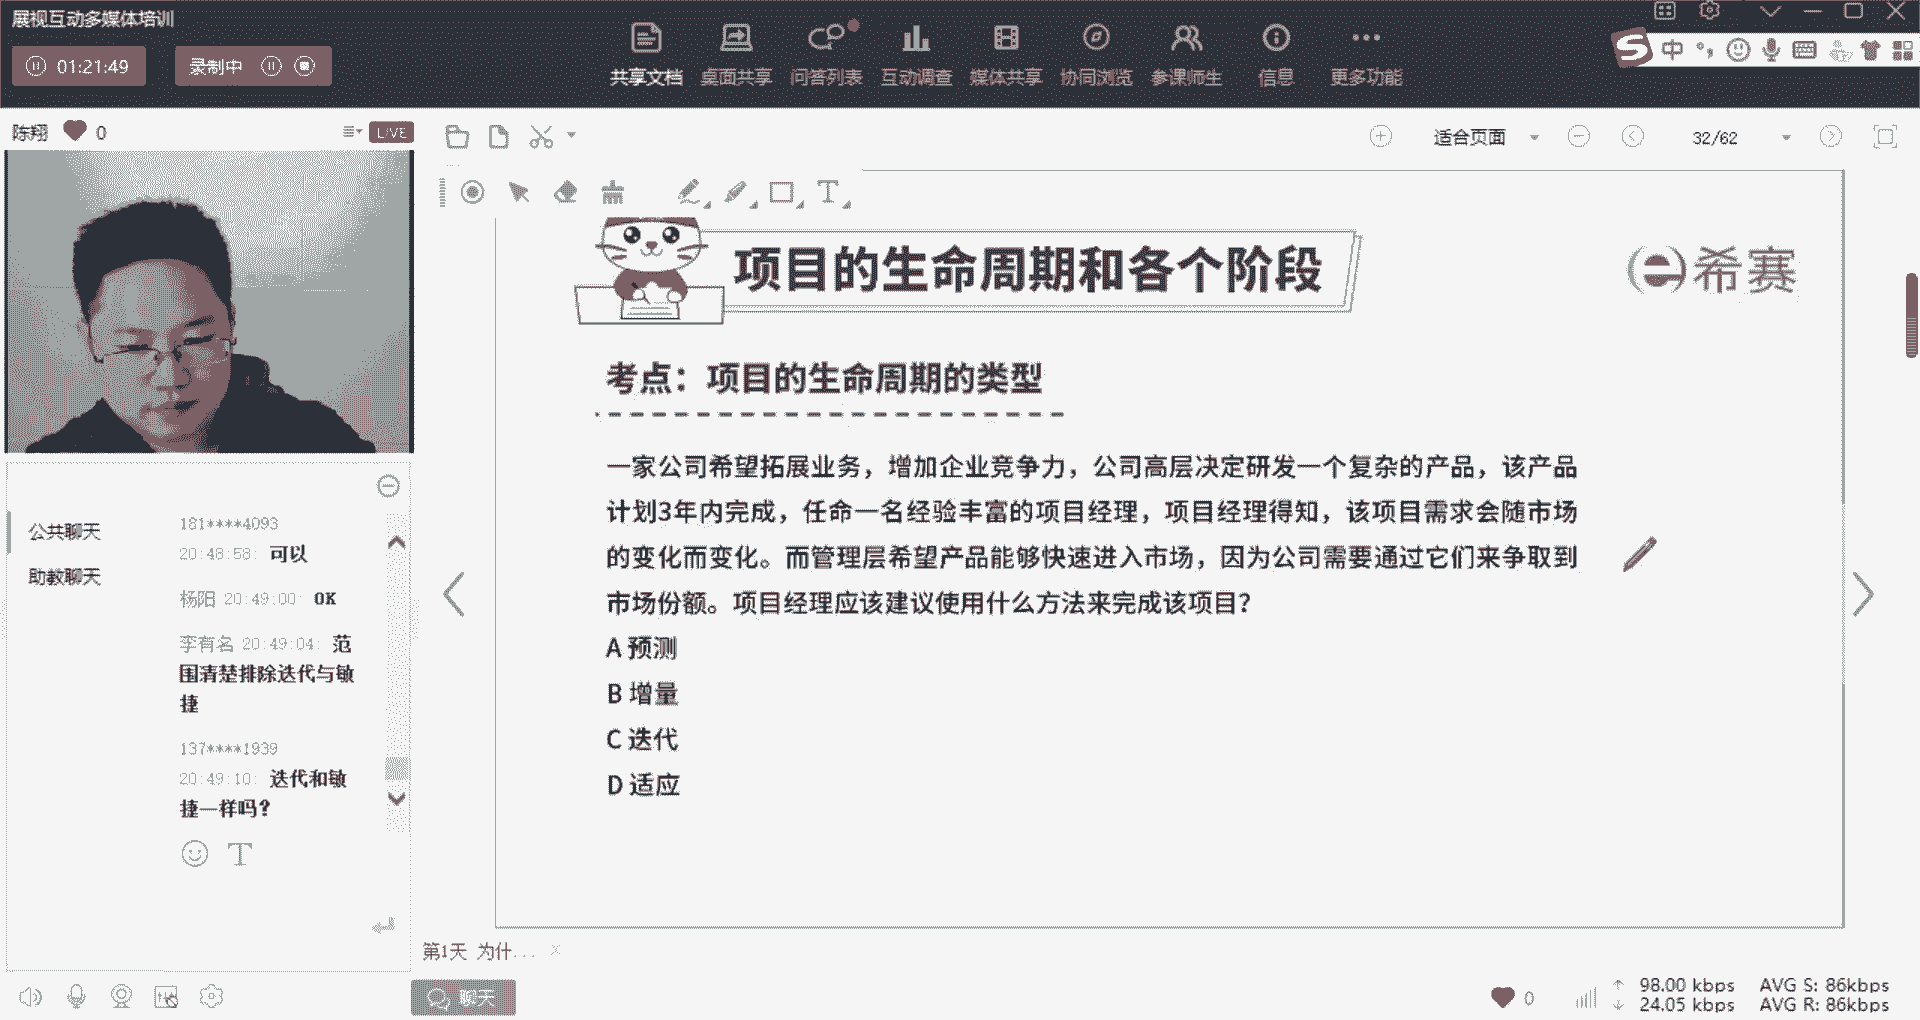 展视互动多媒体培训
01:21:49
录制中
共享文档 桌面共享 问答列表 互动调查 媒体共享 协同浏览 参课师生 信息 更多功能
中
陈翔 0
LIVE
适合页面
32/62
项目的生命周期和各个阶段
希赛
考点：项目的生命周期的类型
一家公司希望拓展业务，增加企业竞争力，公司高层决定研发一个复杂的产品，该产品
计划3年内完成，任命一名经验丰富的项目经理，项目经理得知，该项目需求会随市场
的变化而变化。而管理层希望产品能够快速进入市场，因为公司需要通过它们来争取到
市场份额。项目经理应该建议使用什么方法来完成该项目？
A 预测
B 增量
C 迭代
D 适应
公共聊天
助教聊天
181****4093
20:48:58: 可以
杨阳 20:49:00: OK
李有名 20:49:04: 范
围清楚排除迭代与敏
捷
137****1939
20:49:10: 迭代和敏
捷一样吗？
第1天 为什...
聊天
0
98.00 kbps AVG S: 86kbps
24.05 kbps AVG R: 86kbps